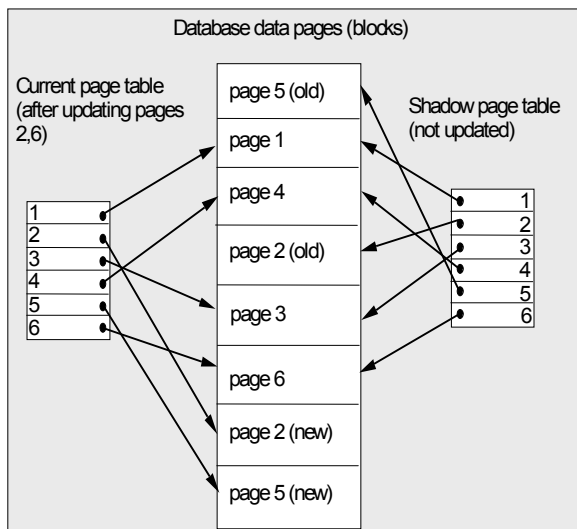 Database data pages (blocks)
Current page table
(after updating pages
2,6)
1
2
3
4
5
6
page 5 (old)
page 1
page 4
page 2 (old)
page 3
page 6
page 2 (new)
page 5 (new)
Shadow page table
(not updated)
1
2
3
4
5
6